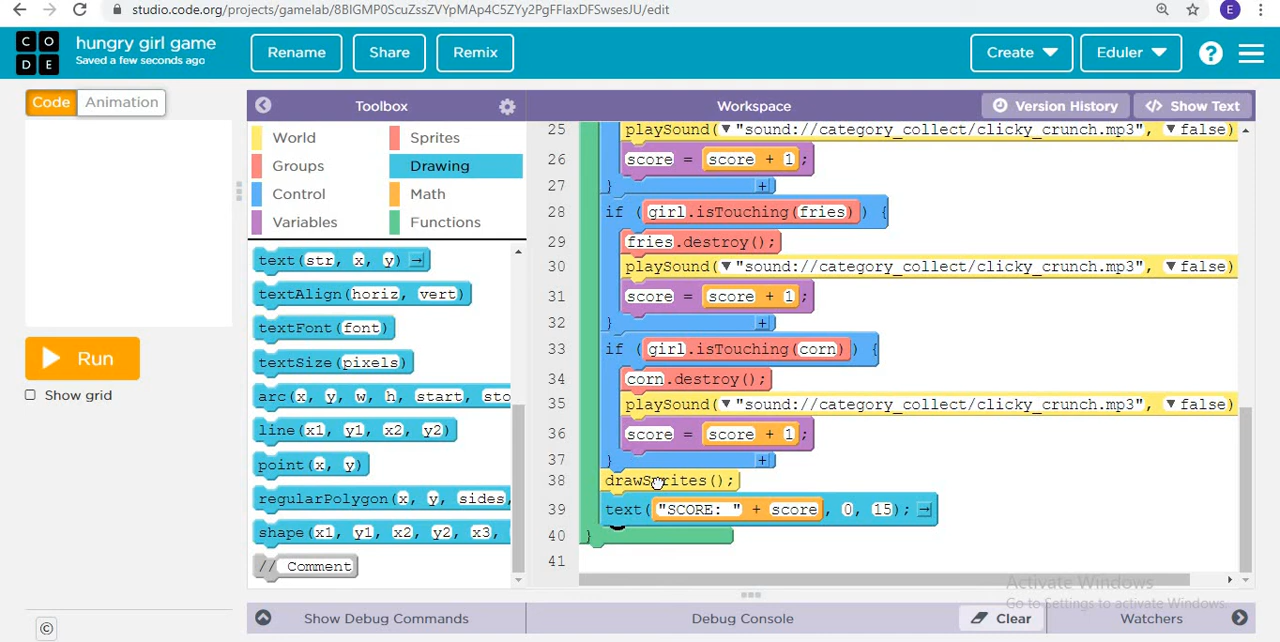 studio.code.org/projects/gamelab/8BlGMP0ScuZssZVYpMAp4C5ZYy2PgFFlaxDFSwsesJU/edit
E
C O
D E
hungry girl game
Saved a few seconds ago
Rename
Share
Remix
Create
Eduler
?
Code
Animation
Toolbox
Workspace
Version History
</> Show Text
World
Sprites
Groups
Drawing
Control
Math
Variables
Functions
text(str, x, y)
textAlign(horiz, vert)
textFont(font)
textSize(pixels)
arc(x, y, w, h, start, sto
line(x1, y1, x2, y2)
point(x, y)
regularPolygon(x, y, sides,
shape(x1, y1, x2, y2, x3,
// Comment
Run
Show grid
25 playSound( "sound://category_collect/clicky_crunch.mp3", false)
26 score = score + 1;
27 } +
28 if (girl.isTouching(fries)) {
29 fries.destroy();
30 playSound( "sound://category_collect/clicky_crunch.mp3", false)
31 score = score + 1;
32 } +
33 if (girl.isTouching(corn)) {
34 corn.destroy();
35 playSound( "sound://category_collect/clicky_crunch.mp3", false)
36 score = score + 1;
37 } +
38 drawSprites();
39 text("SCORE: " + score, 0, 15);
40 }
41
Activate Windows
Go to Settings to activate Windows.
©
Show Debug Commands
Debug Console
Clear
Watchers